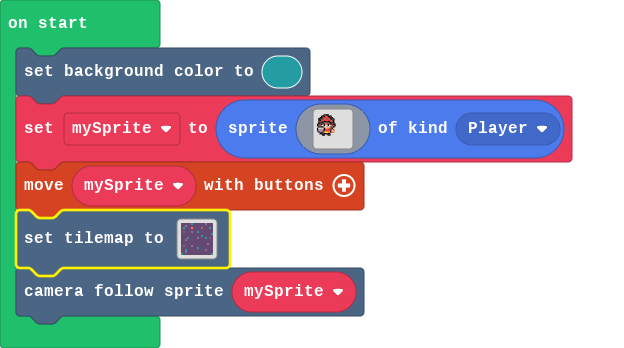 on start
set background color to
set mySprite to sprite of kind Player
move mySprite with buttons
set tilemap to
camera follow sprite mySprite